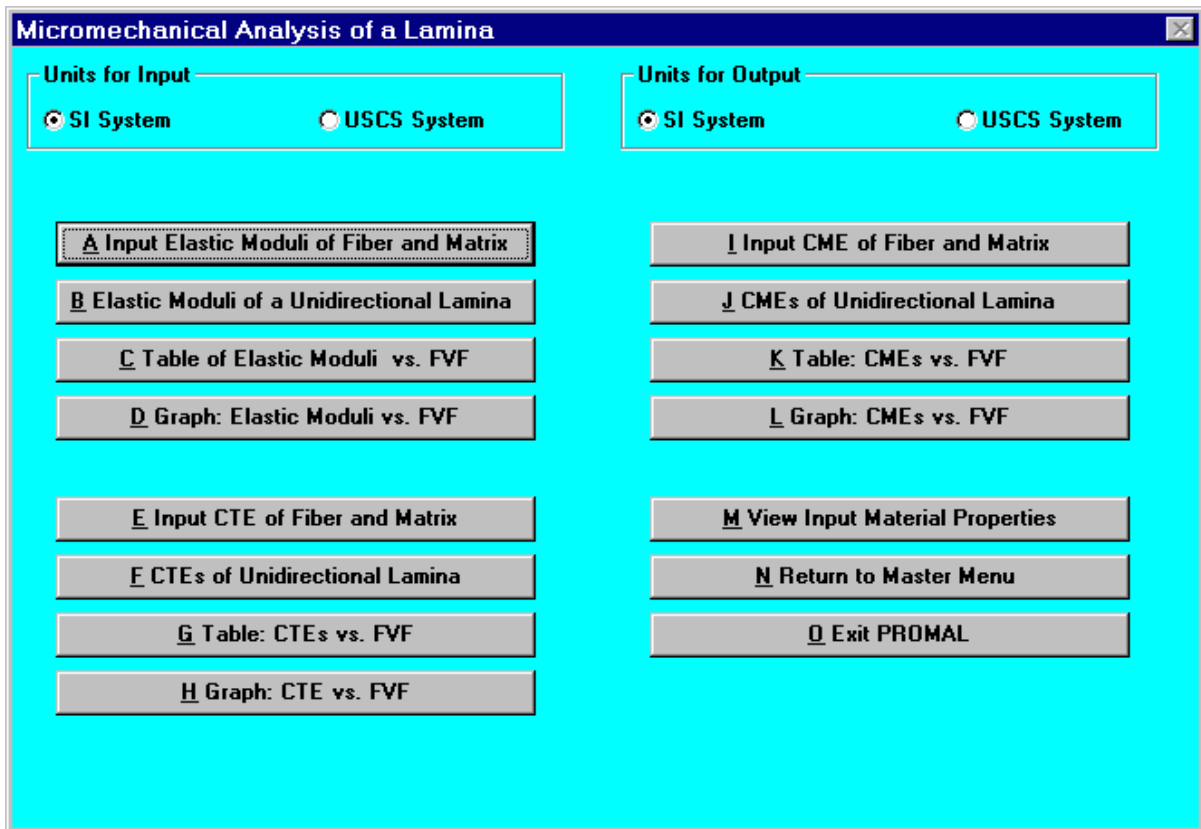 Micromechanical Analysis of a Lamina
Units for Input
SI System
USCS System
Units for Output
SI System
USCS System
A Input Elastic Moduli of Fiber and Matrix
B Elastic Moduli of a Unidirectional Lamina
C Table of Elastic Moduli vs. FVF
D Graph: Elastic Moduli vs. FVF
E Input CTE of Fiber and Matrix
F CTEs of Unidirectional Lamina
G Table: CTEs vs. FVF
H Graph: CTE vs. FVF
I Input CME of Fiber and Matrix
J CMEs of Unidirectional Lamina
K Table: CMEs vs. FVF
L Graph: CMEs vs. FVF
M View Input Material Properties
N Return to Master Menu
O Exit PROMAL